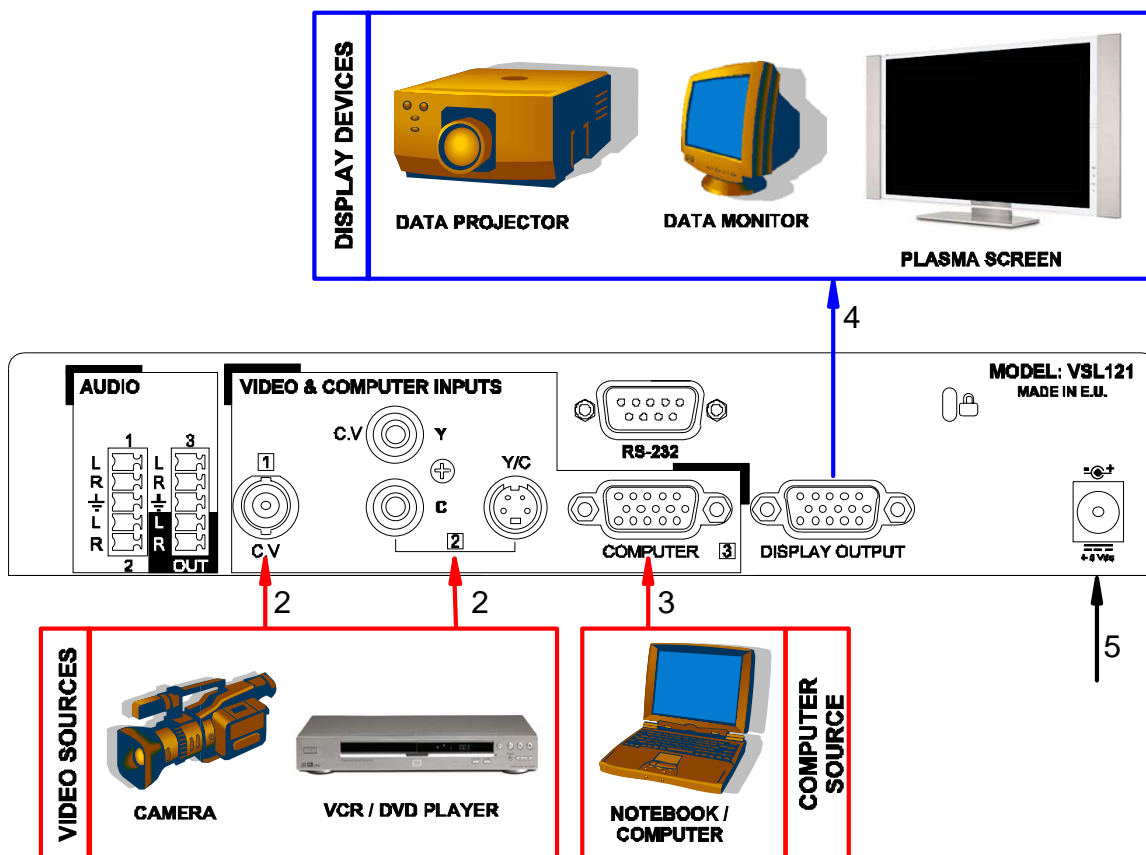 DISPLAY DEVICES
DATA PROJECTOR
DATA MONITOR
PLASMA SCREEN
4
AUDIO
VIDEO & COMPUTER INPUTS
MODEL: VSL121
MADE IN E.U.
1 3
L L
R R
L L
R R
2 OUT
1
C.V
C.V Y
C
Y/C
2
RS-232
COMPUTER 3
DISPLAY OUTPUT
- +
2
2
3
5
VIDEO SOURCES
CAMERA
VCR / DVD PLAYER
NOTEBOOK /
COMPUTER
COMPUTER
SOURCE